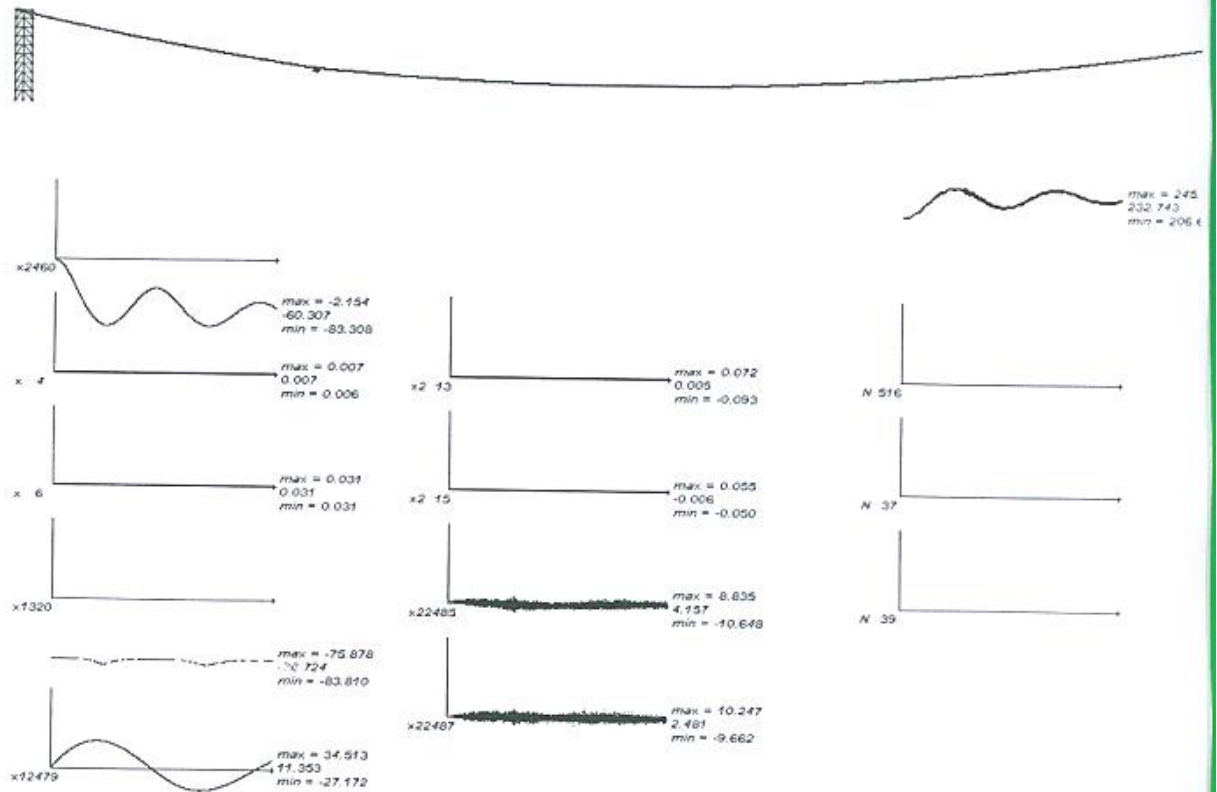 max = 245.
232.743
min = 206.6
x2460
max = -2.154
-60.307
min = -83.308
x 4
max = 0.007
0.007
min = 0.006
x2 13
max = 0.072
0.005
min = -0.093
N 516
x 6
max = 0.031
0.031
min = 0.031
x2 15
max = 0.055
-0.006
min = -0.050
N 37
x1320
x22485
max = 8.835
4.157
min = -10.648
N 39
max = -75.878
min = -83.810
x22487
max = 10.247
2.481
min = -9.662
x12479
max = 34.513
11.353
min = -27.172